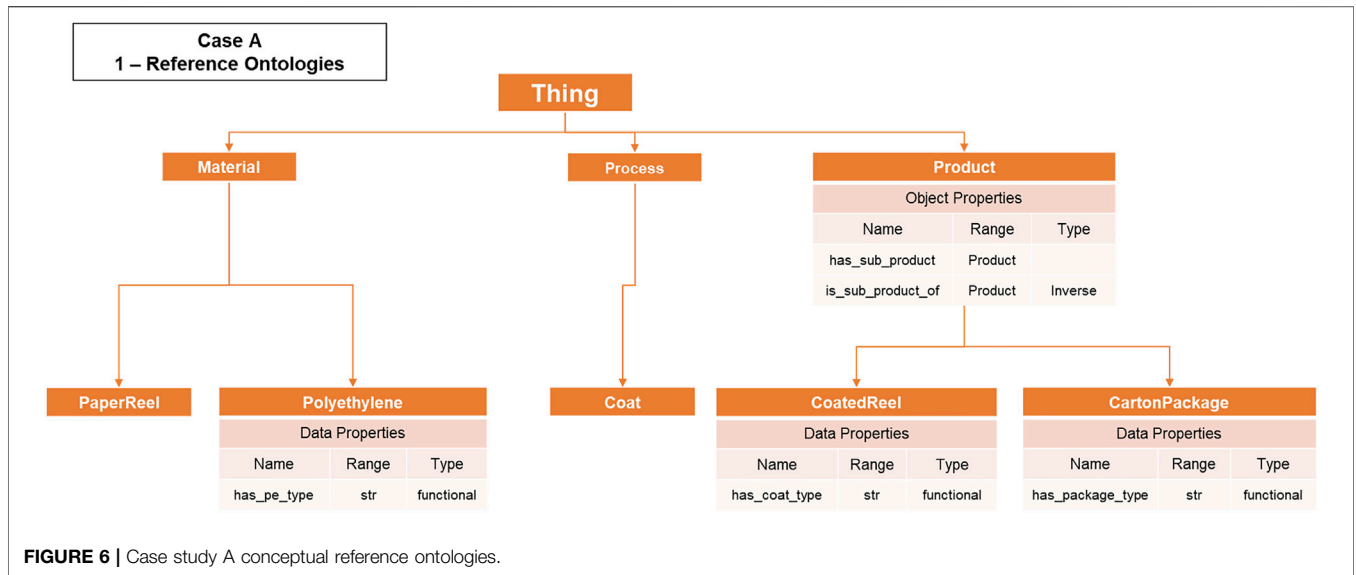 Case A
1 – Reference Ontologies
Thing
Material
Process
Product
Object Properties
Name Range Type
has_sub_product Product
is_sub_product_of Product Inverse
PaperReel
Polyethylene
Data Properties
Name Range Type
has_pe_type str functional
Coat
CoatedReel
Data Properties
Name Range Type
has_coat_type str functional
CartonPackage
Data Properties
Name Range Type
has_package_type str functional
FIGURE 6 | Case study A conceptual reference ontologies.